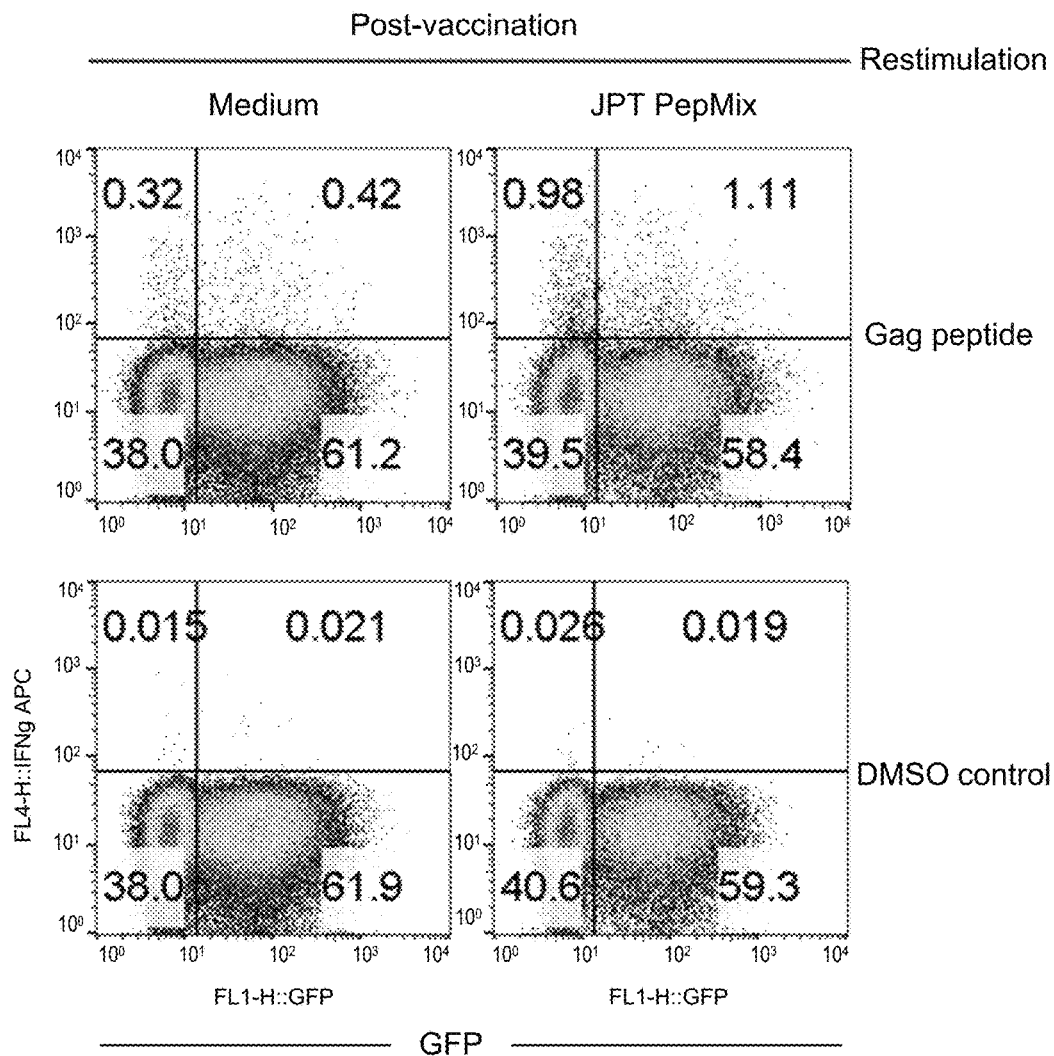 Post-vaccination
Restimulation
Medium JPT PepMix
10⁴ 0.32 0.42 10⁴ 0.98 1.11
10³ 10³
10² 10²
Gag peptide
10¹ 10¹
38.0 61.2 39.5 58.4
10⁰ 10⁰
10⁰ 10¹ 10² 10³ 10⁴ 10⁰ 10¹ 10² 10³ 10⁴
10⁴ 0.015 0.021 10⁴ 0.026 0.019
10³ 10³
FL4-H::IFNg APC
10² 10²
DMSO control
10¹ 10¹
38.0 61.9 40.6 59.3
10⁰ 10⁰
10⁰ 10¹ 10² 10³ 10⁴ 10⁰ 10¹ 10² 10³ 10⁴
FL1-H::GFP FL1-H::GFP
GFP